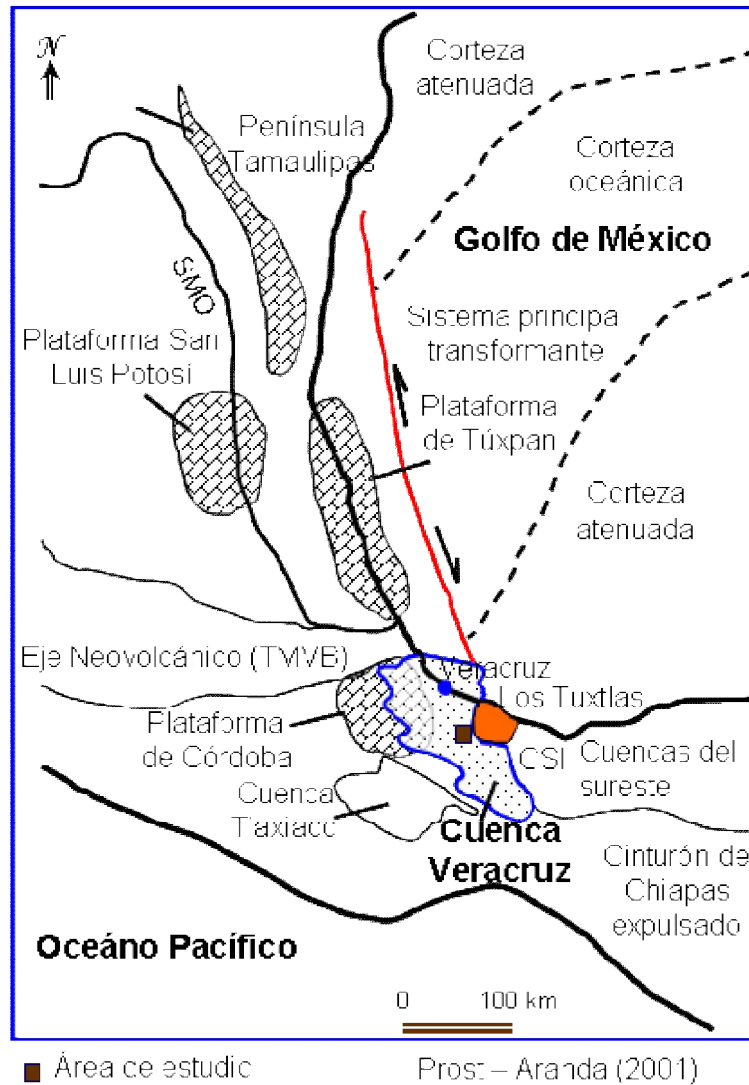 N
Corteza
atenuada
Península
Tamaulipas
Corteza
oceánica
Golfo de México
SMO
Plataforma San
Luis Potosí
Sistema principa
transformante
Plataforma
de Túxpan
Corteza
atenuada
Eje Neovolcánico (TMVB)
Veracruz
Los Tuxtlas
Plataforma
de Córdoba
CSI
Cuencas del
sureste
Cuenca
Cuenca
Veracruz
Cinturón de
Chiapas
expulsado
Oceáno Pacífico
0 100 km
Área de estudio
Prost – Aranda (2001)